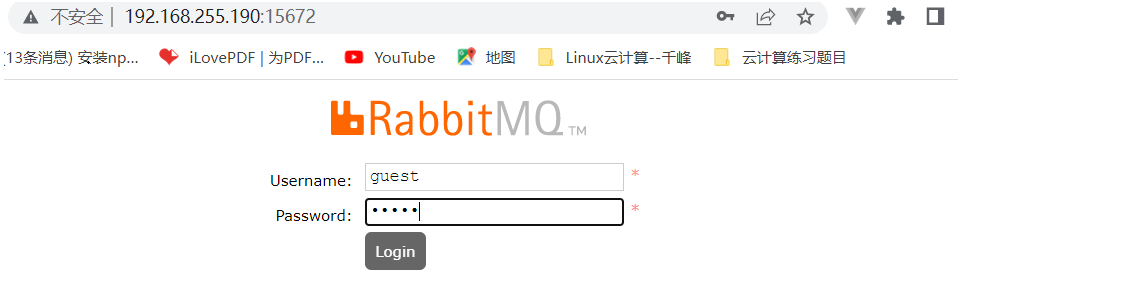 不安全 | 192.168.255.190:15672
(13条消息) 安装np... iLovePDF | 为PDF... YouTube 地图 Linux云计算--千峰 云计算练习题目
RabbitMQ TM
Username: guest *
Password: ••••• *
Login